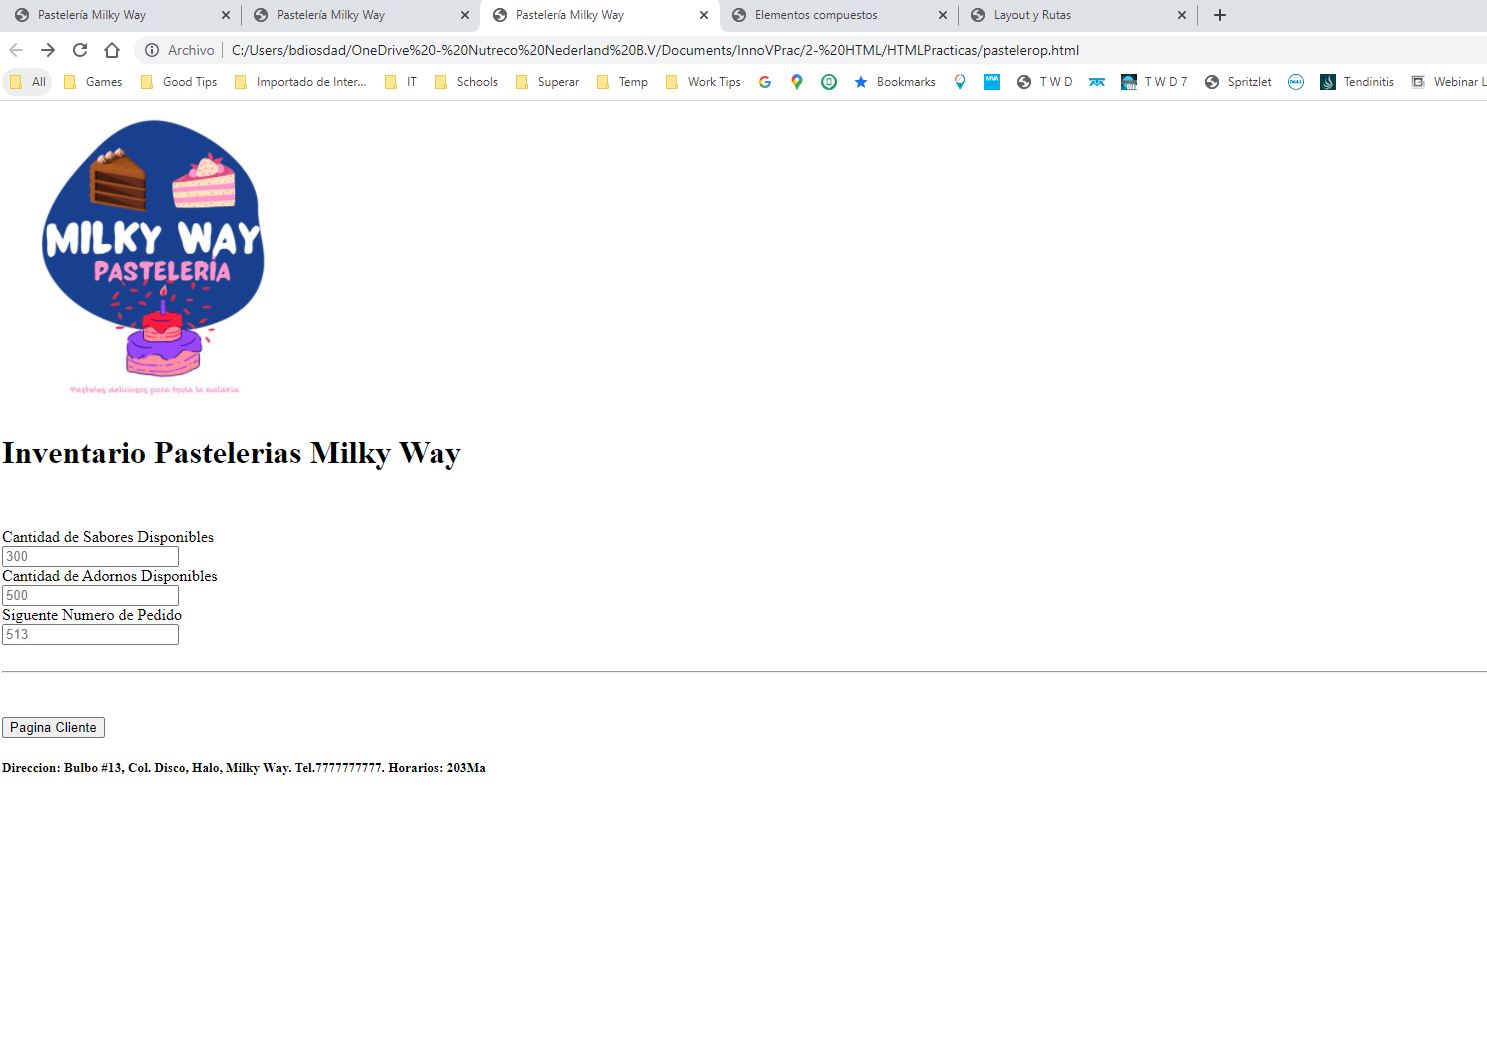 Pastelería Milky Way
Pastelería Milky Way
Pastelería Milky Way
Elementos compuestos
Layout y Rutas
Archivo
C:/Users/bdiosdad/OneDrive%20-%20Nutreco%20Nederland%20B.V/Documents/InnoVPrac/2-%20HTML/HTMLPracticas/pastelerop.html
All
Games
Good Tips
Importado de Inter...
IT
Schools
Superar
Temp
Work Tips
Bookmarks
MVA
T W D
T W D 7
Spritzlet
DELL
Tendinitis
Webinar L
MILKY WAY
PASTELERÍA
Pasteles deliciosos para toda la Galaxia
Inventario Pastelerias Milky Way
Cantidad de Sabores Disponibles
300
Cantidad de Adornos Disponibles
500
Siguente Numero de Pedido
513
Pagina Cliente
Direccion: Bulbo #13, Col. Disco, Halo, Milky Way. Tel.7777777777. Horarios: 203Ma